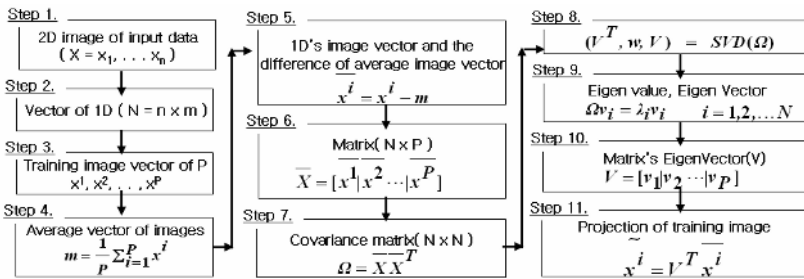 Step 1.
2D image of input data
( X = x₁, . . . xₙ )
Step 2.
Vector of 1D ( N = n x m )
Step 3.
Training image vector of P
x¹, x², . . , xᴾ
Step 4.
Average vector of images
m = 1/P Σᵢ₌₁ᴾ xⁱ
Step 5.
1D's image vector and the
difference of average image vector
x̅ⁱ = xⁱ − m
Step 6.
Matrix( N x P )
X̅ = [x̅¹|x̅² ⋯|x̅ᴾ]
Step 7.
Covariance matrix( N x N )
Ω = X̅X̅ᵀ
Step 8.
(Vᵀ, w, V) = SVD(Ω)
Step 9.
Eigen value, Eigen Vector
Ωvᵢ = λᵢvᵢ i = 1,2,... N
Step 10.
Matrix's EigenVector(V)
V = [v₁|v₂ ⋯|v_P]
Step 11.
Projection of training image
x̃ⁱ = Vᵀ x̅ⁱ